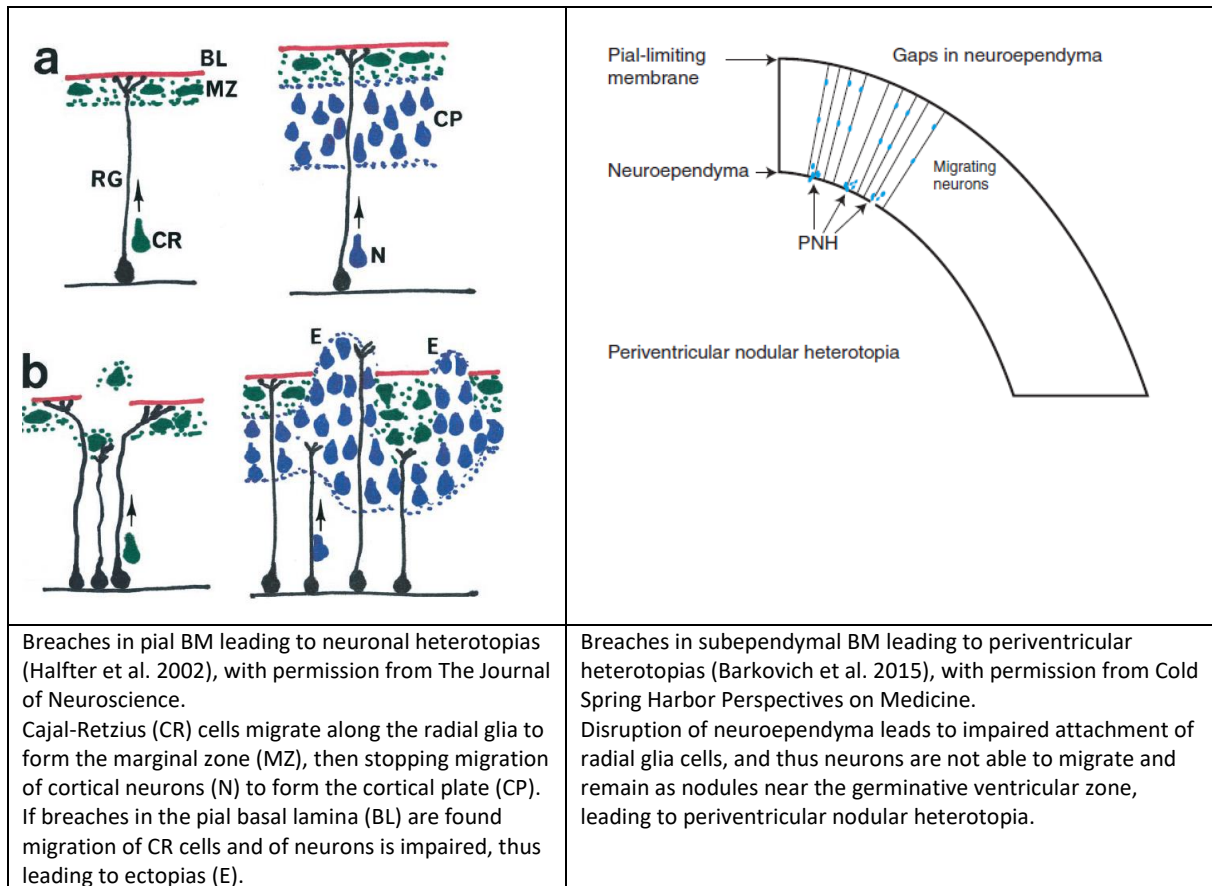 a
BL
MZ
RG
CR
CP
N
b
E
E
Pial-limiting
membrane
Gaps in neuroependyma
Neuroependyma
Migrating
neurons
PNH
Periventricular nodular heterotopia
Breaches in pial BM leading to neuronal heterotopias
(Halfter et al. 2002), with permission from The Journal
of Neuroscience.
Cajal-Retzius (CR) cells migrate along the radial glia to
form the marginal zone (MZ), then stopping migration
of cortical neurons (N) to form the cortical plate (CP).
If breaches in the pial basal lamina (BL) are found
migration of CR cells and of neurons is impaired, thus
leading to ectopias (E).
Breaches in subependymal BM leading to periventricular
heterotopias (Barkovich et al. 2015), with permission from Cold
Spring Harbor Perspectives on Medicine.
Disruption of neuroependyma leads to impaired attachment of
radial glia cells, and thus neurons are not able to migrate and
remain as nodules near the germinative ventricular zone,
leading to periventricular nodular heterotopia.